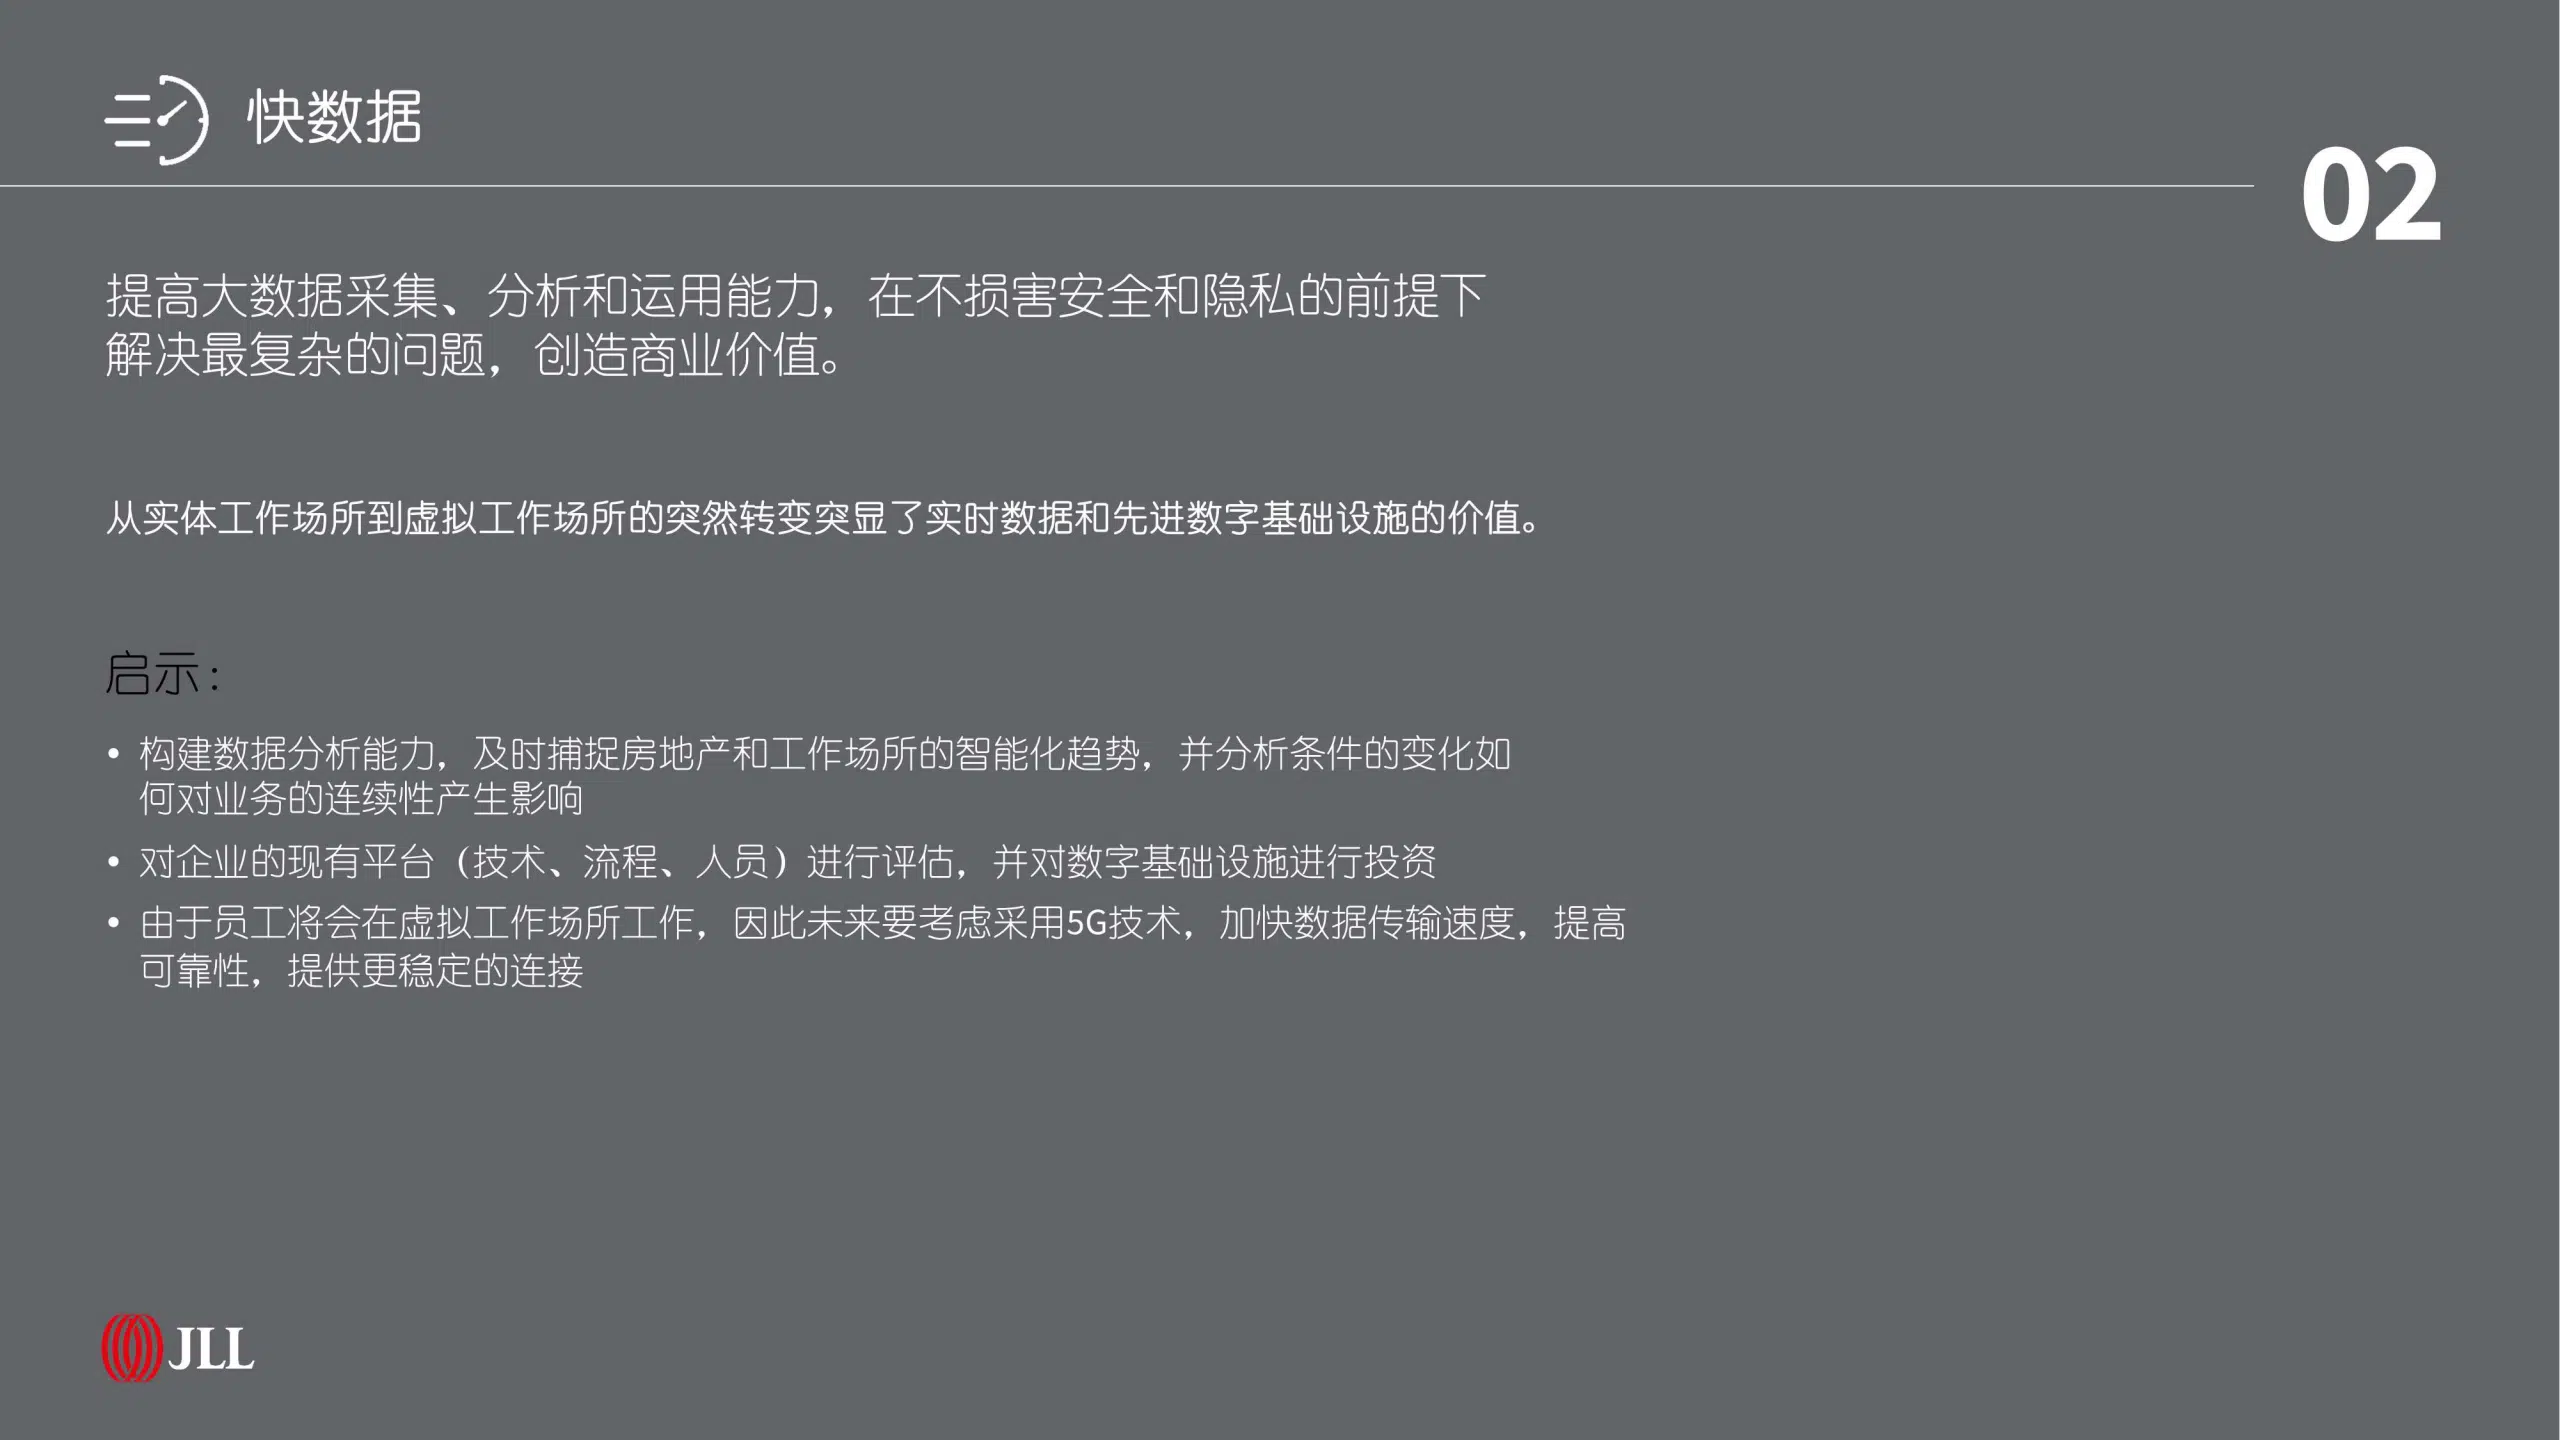 快数据
02
提高大数据采集、分析和运用能力，在不损害安全和隐私的前提下
解决最复杂的问题，创造商业价值。
从实体工作场所到虚拟工作场所的突然转变突显了实时数据和先进数字基础设施的价值。
启示：
• 构建数据分析能力，及时捕捉房地产和工作场所的智能化趋势，并分析条件的变化如
何对业务的连续性产生影响
• 对企业的现有平台（技术、流程、人员）进行评估，并对数字基础设施进行投资
• 由于员工将会在虚拟工作场所工作，因此未来要考虑采用5G技术，加快数据传输速度，提高
可靠性，提供更稳定的连接
JLL